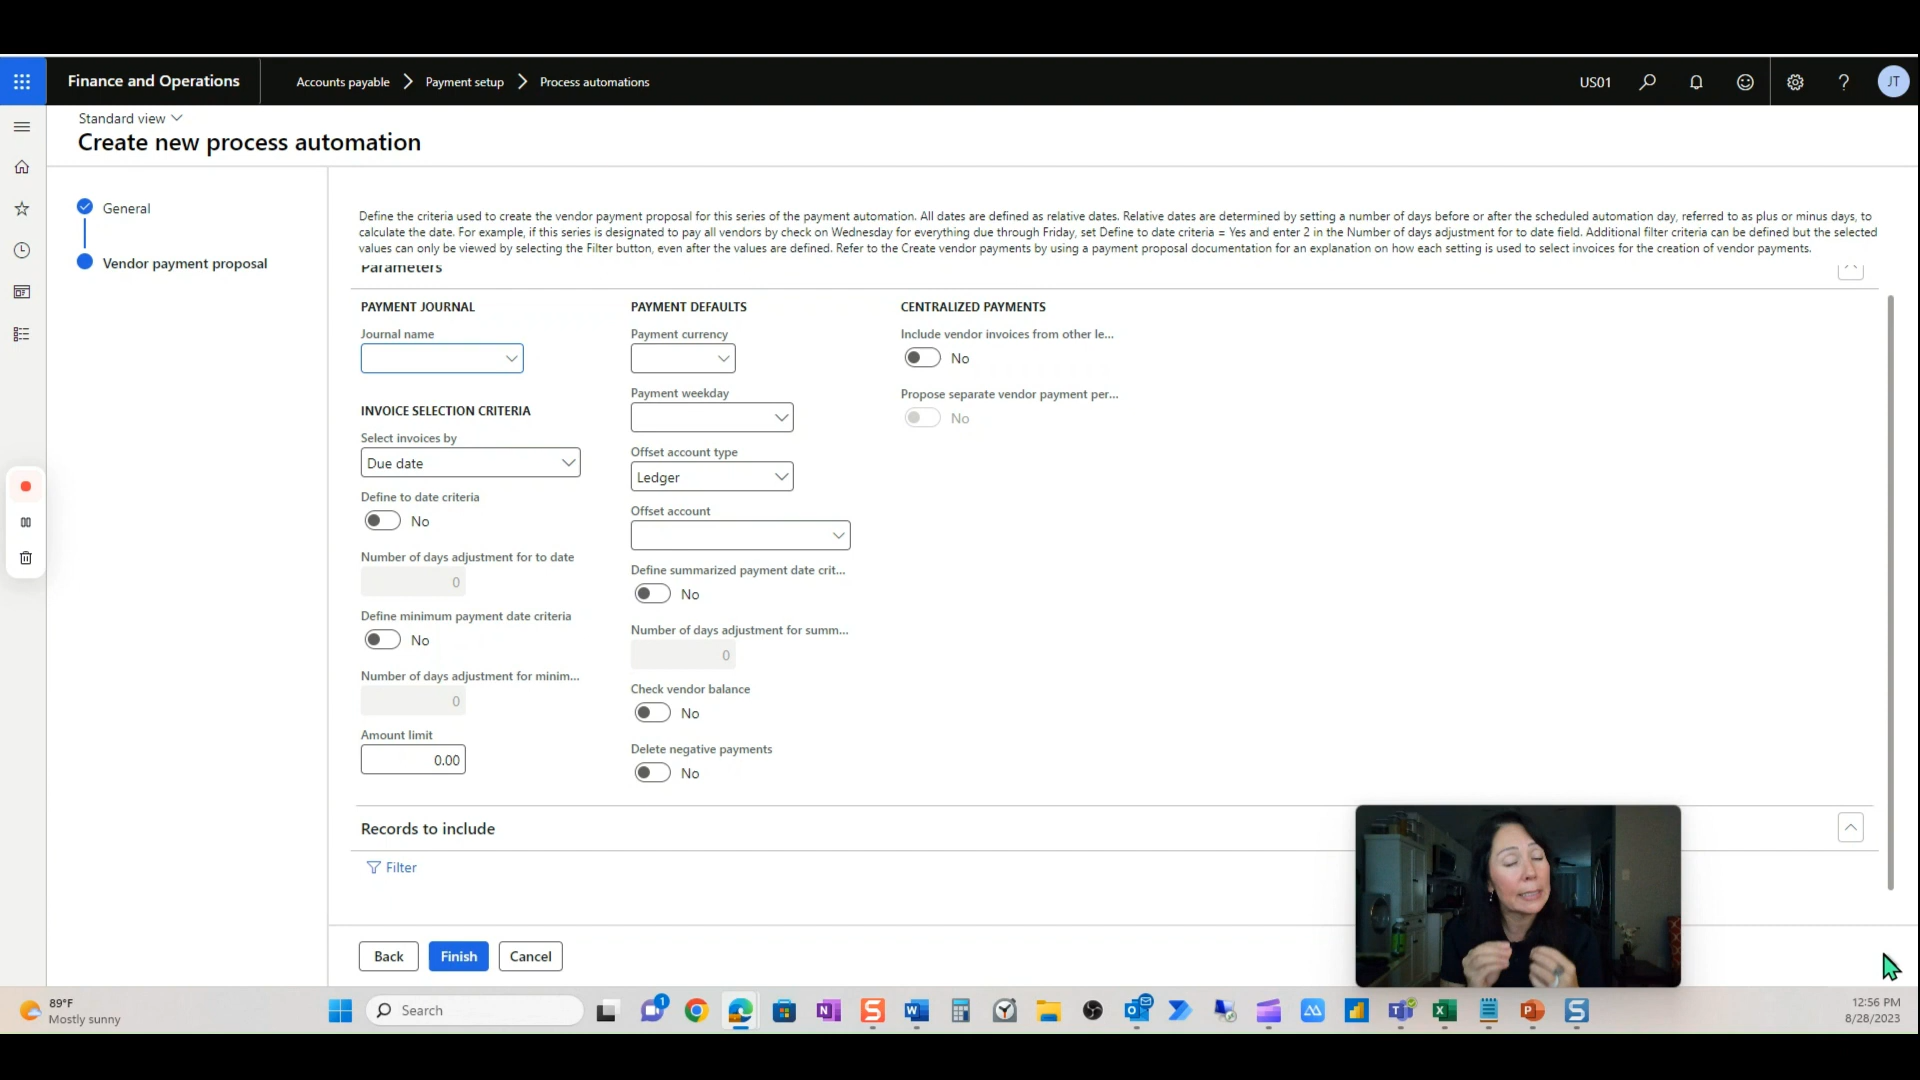 Finance and Operations
Accounts payable
Payment setup
Process automations
US01
?
JT
Standard view
Create new process automation
General
Vendor payment proposal
Define the criteria used to create the vendor payment proposal for this series of the payment automation. All dates are defined as relative dates. Relative dates are determined by setting a number of days before or after the scheduled automation day, referred to as plus or minus days, to
calculate the date. For example, if this series is designated to pay all vendors by check on Wednesday for everything due through Friday, set Define to date criteria = Yes and enter 2 in the Number of days adjustment for to date field. Additional filter criteria can be defined but the selected
values can only be viewed by selecting the Filter button, even after the values are defined. Refer to the Create vendor payments by using a payment proposal documentation for an explanation on how each setting is used to select invoices for the creation of vendor payments.
Parameters
PAYMENT JOURNAL
Journal name
INVOICE SELECTION CRITERIA
Select invoices by
Due date
Define to date criteria
No
Number of days adjustment for to date
0
Define minimum payment date criteria
No
Number of days adjustment for minim...
0
Amount limit
0.00
PAYMENT DEFAULTS
Payment currency
Payment weekday
Offset account type
Ledger
Offset account
Define summarized payment date crit...
No
Number of days adjustment for summ...
0
Check vendor balance
No
Delete negative payments
No
CENTRALIZED PAYMENTS
Include vendor invoices from other le...
No
Propose separate vendor payment per...
No
Records to include
Filter
Back
Finish
Cancel
89°F
Mostly sunny
Search
1
12:56 PM
8/28/2023